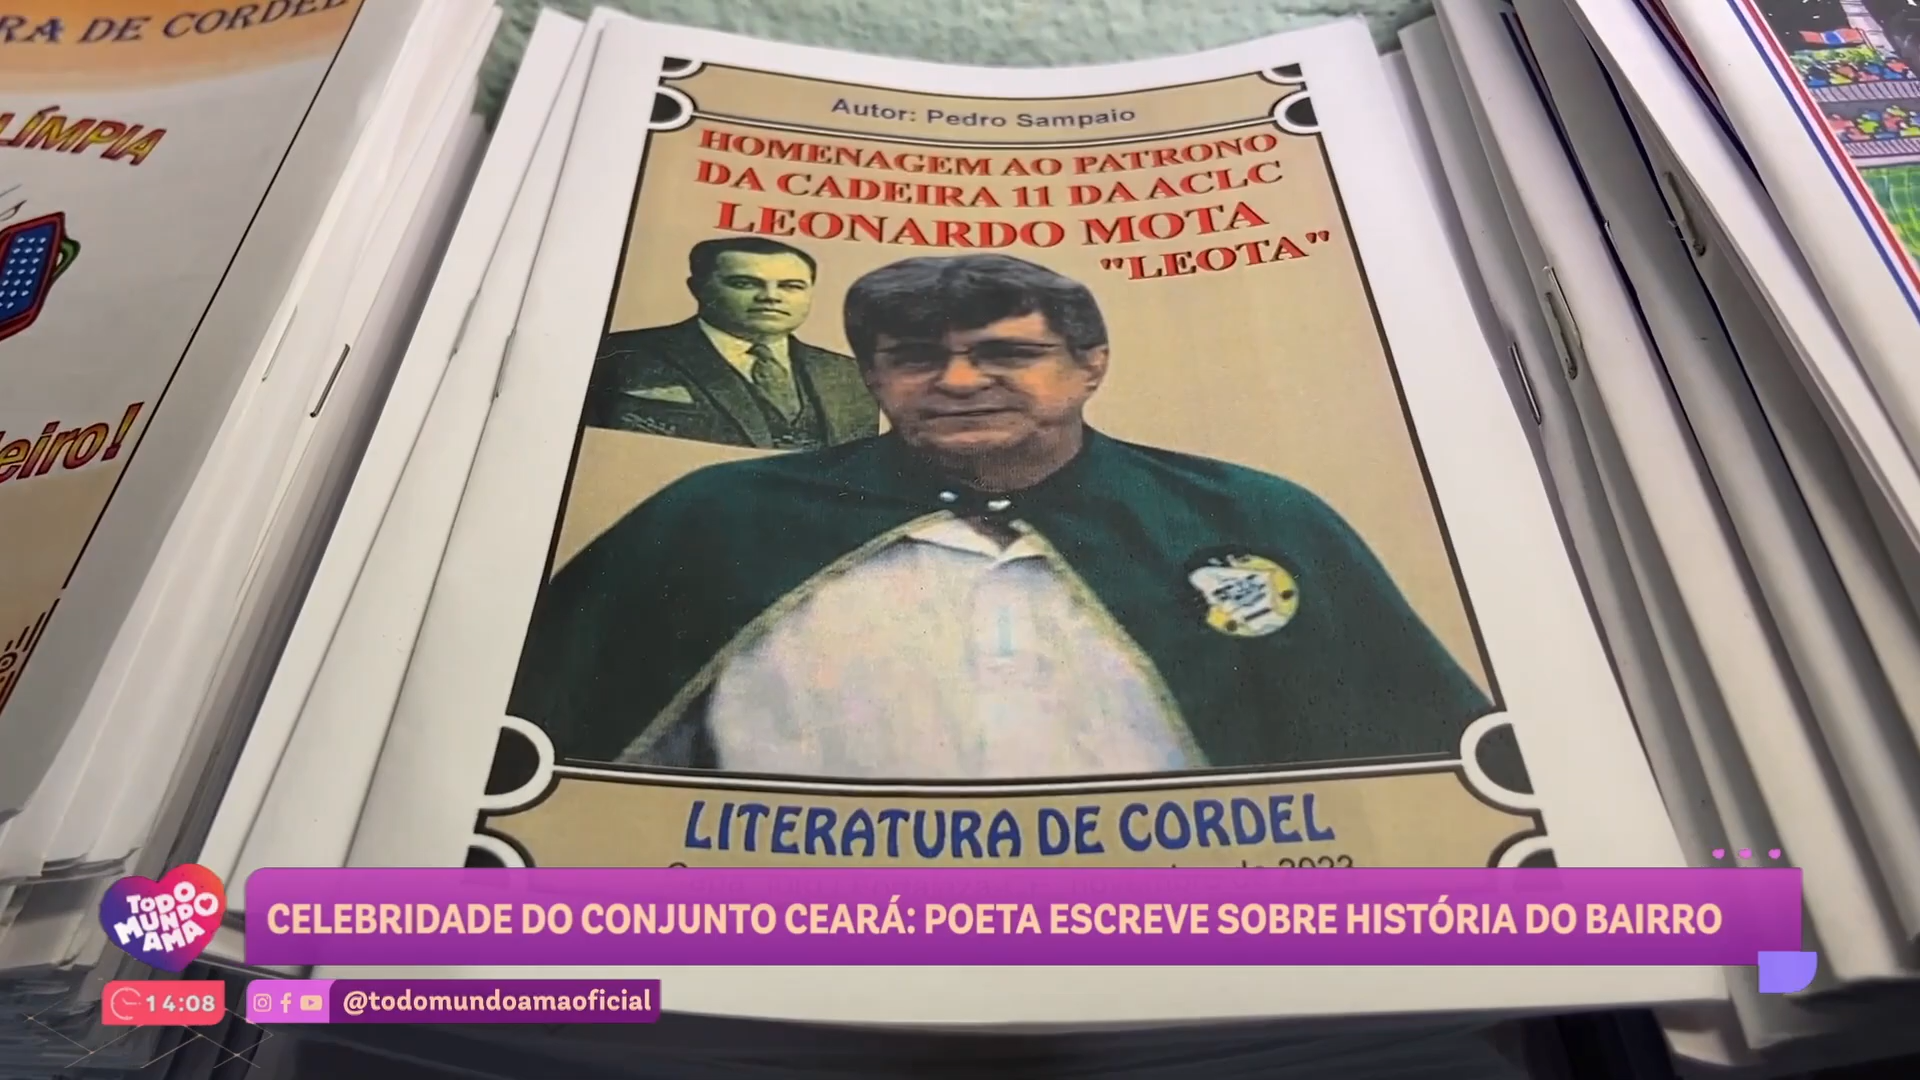 RA DE CORDEL
LÍMPIA
eiro!
Autor: Pedro Sampaio
HOMENAGEM AO PATRONO
DA CADEIRA 11 DA ACLC
LEONARDO MOTA
"LEOTA"
LITERATURA DE CORDEL
de 2023
TODO
MUNDO
AMA
CELEBRIDADE DO CONJUNTO CEARÁ: POETA ESCREVE SOBRE HISTÓRIA DO BAIRRO
14:08
@todomundoamaoficial